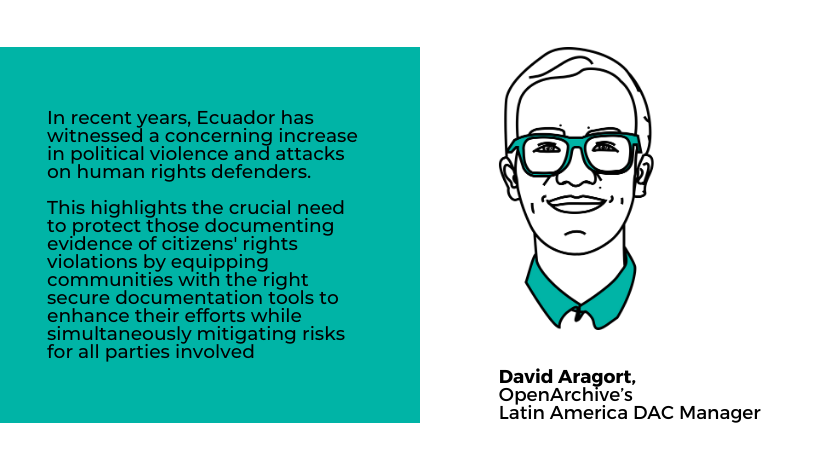 In recent years, Ecuador has
witnessed a concerning increase
in political violence and attacks
on human rights defenders.
This highlights the crucial need
to protect those documenting
evidence of citizens' rights
violations by equipping
communities with the right
secure documentation tools to
enhance their efforts while
simultaneously mitigating risks
for all parties involved
David Aragort,
OpenArchive’s
Latin America DAC Manager